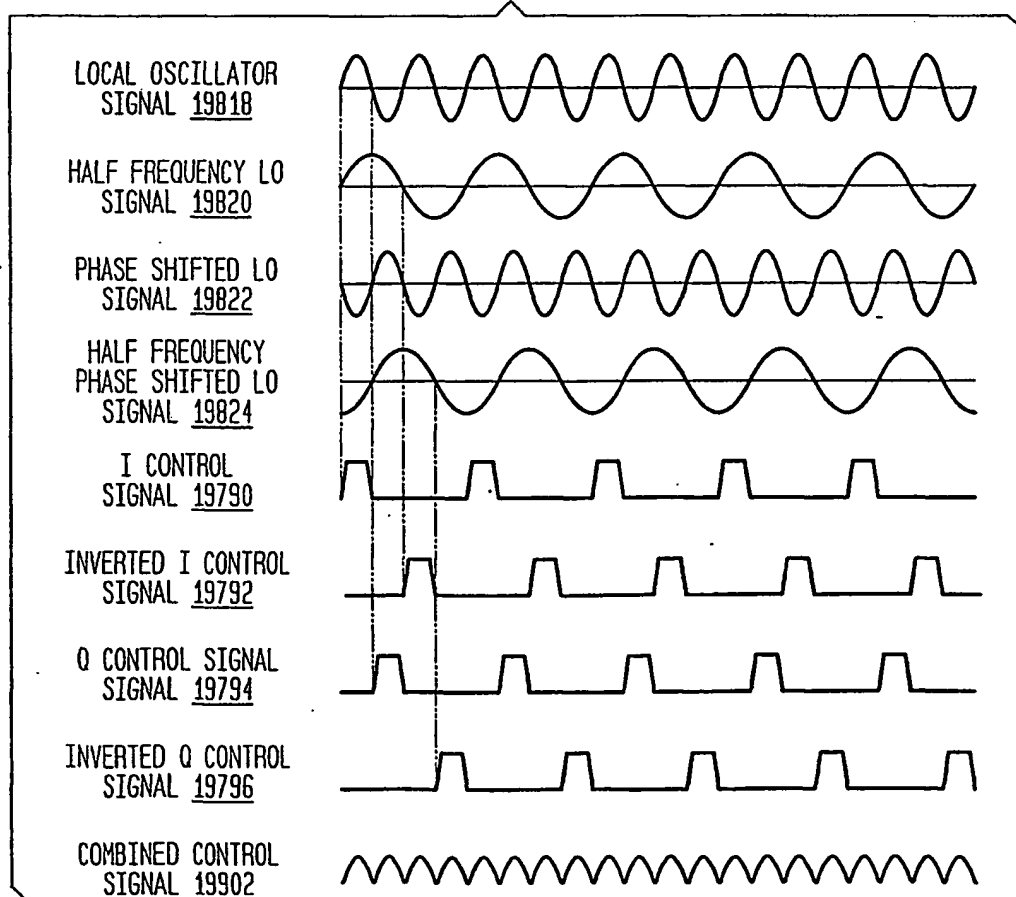 LOCAL OSCILLATOR
SIGNAL 19818
HALF FREQUENCY LO
SIGNAL 19820
PHASE SHIFTED LO
SIGNAL 19822
HALF FREQUENCY
PHASE SHIFTED LO
SIGNAL 19824
I CONTROL
SIGNAL 19790
INVERTED I CONTROL
SIGNAL 19792
Q CONTROL SIGNAL
SIGNAL 19794
INVERTED Q CONTROL
SIGNAL 19796
COMBINED CONTROL
SIGNAL 19902